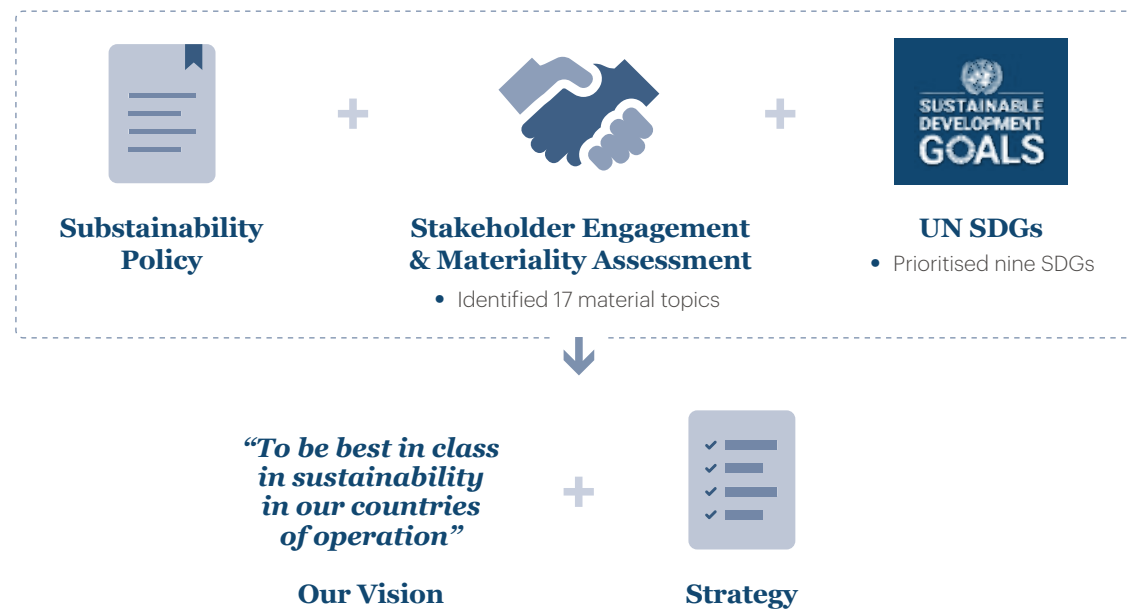 SUSTAINABLE
DEVELOPMENT
GOALS
Substainability
Policy
Stakeholder Engagement
& Materiality Assessment
• Identified 17 material topics
UN SDGs
• Prioritised nine SDGs
“To be best in class
in sustainability
in our countries
of operation”
Our Vision
Strategy